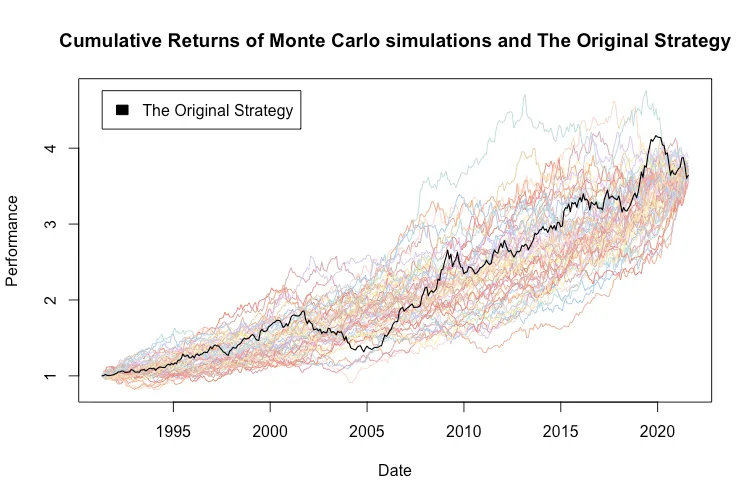 Cumulative Returns of Monte Carlo simulations and The Original Strategy
The Original Strategy
4
3
2
1
Performance
1995 2000 2005 2010 2015 2020
Date